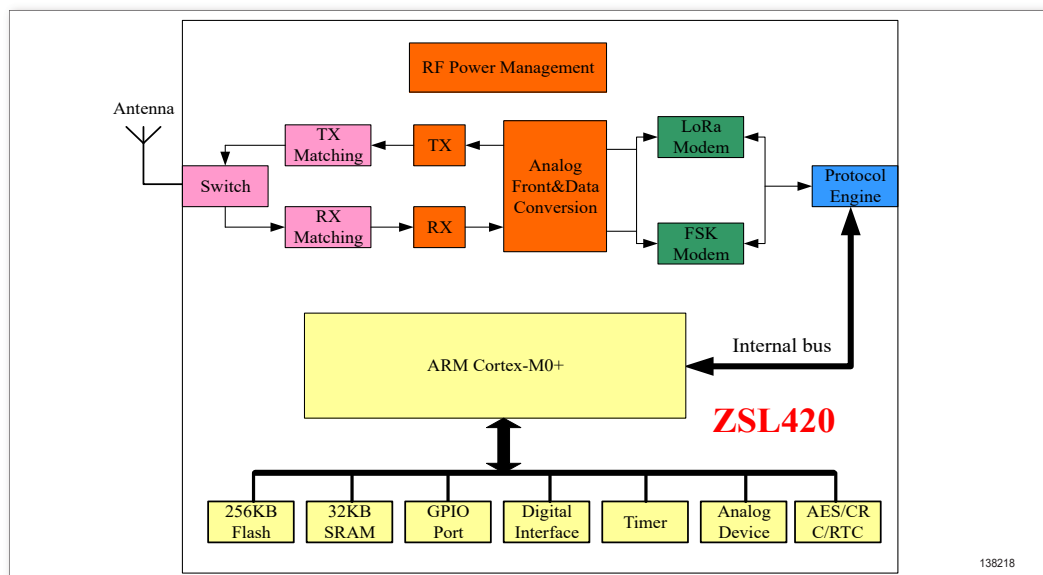 RF Power Management
Antenna
TX
Matching
TX
Analog
Front&Data
Conversion
LoRa
Modem
Switch
Protocol
Engine
RX
Matching
RX
FSK
Modem
ARM Cortex-M0+
Internal bus
ZSL420
256KB
Flash
32KB
SRAM
GPIO
Port
Digital
Interface
Timer
Analog
Device
AES/CR
C/RTC
138218